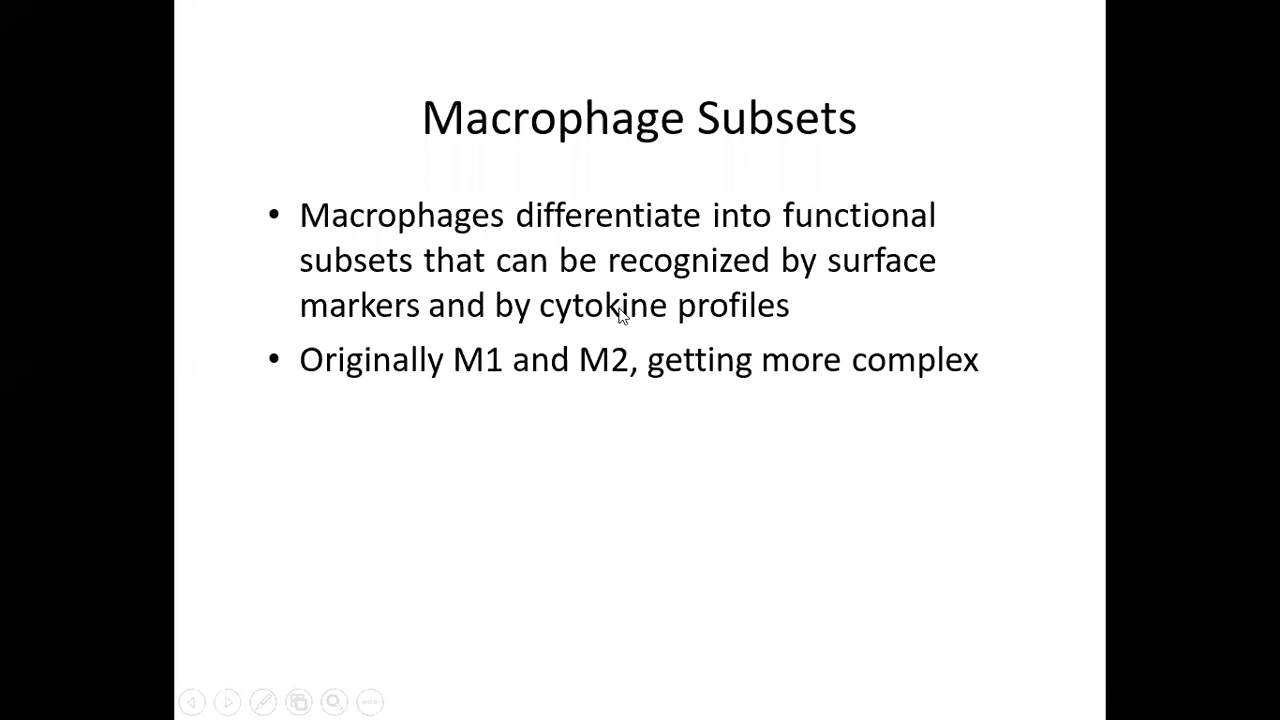 Macrophage Subsets
• Macrophages differentiate into functional
subsets that can be recognized by surface
markers and by cytokine profiles
• Originally M1 and M2, getting more complex